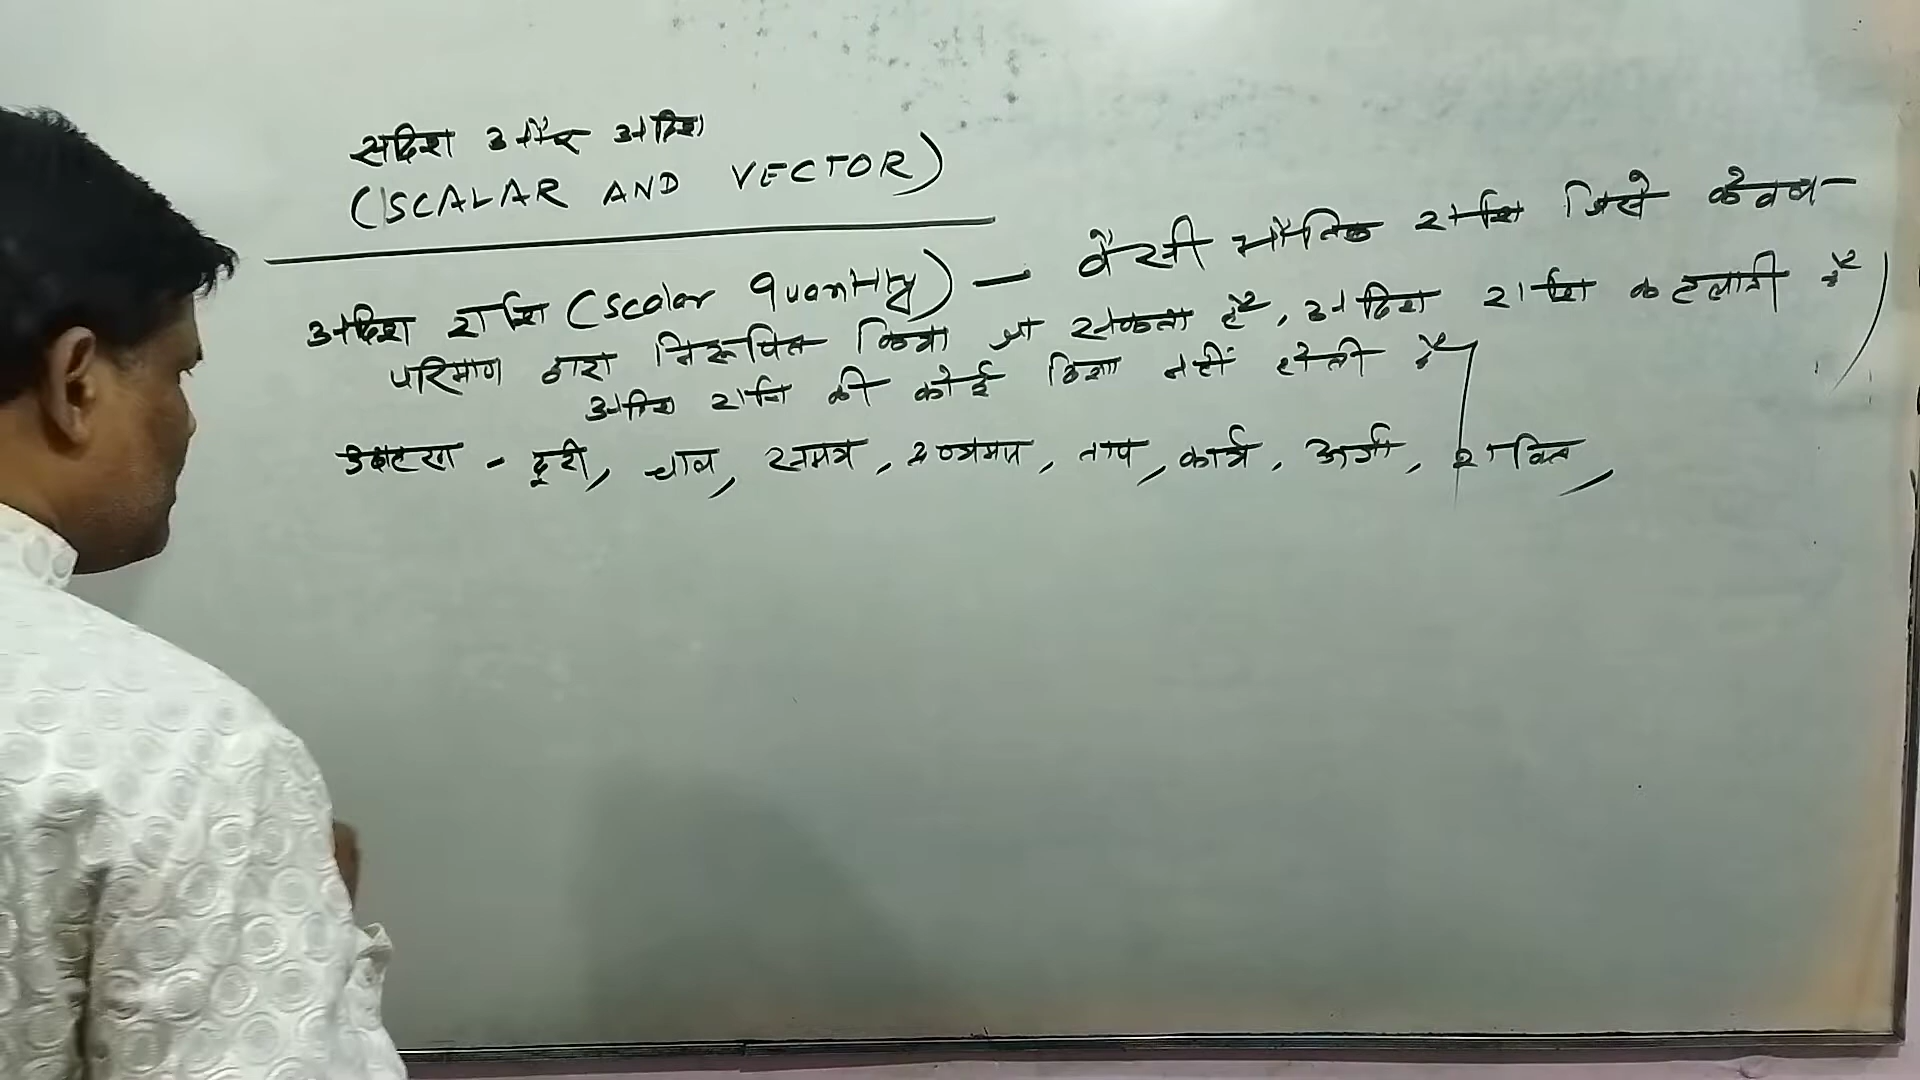 सदिश और अदिश
(SCALAR AND VECTOR)
अदिश राशि (Scalar Quantity) — वैसी भौतिक राशि जिसे केवल
परिमाण द्वारा निरूपित किया जा सकता है, अदिश राशि कहलाती है
अदिश राशि की कोई दिशा नहीं होती है
उदाहरण - दूरी, चाल, समय, द्रव्यमान, ताप, कार्य, ऊर्जा, शक्ति,